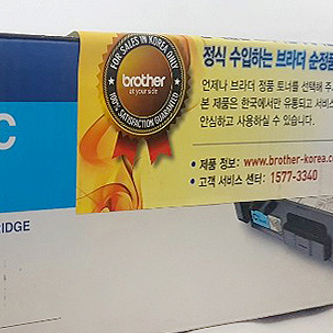 FOR SALES IN KOREA ONLY
brother
at your side
100% SATISFACTION GUARANTEED
정식 수입하는 브라더 순정품
언제나 브라더 정품 토너를 선택해 주
본 제품은 한국에서만 유통되고 서비스
안심하고 사용하실 수 있습니다.
• 제품 정보: www.brother-korea.c
• 고객 서비스 센터: 1577-3340
C
RIDGE